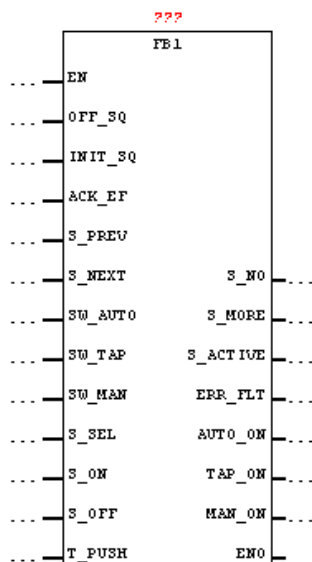 ???
FB1
EN
OFF_SQ
INIT_SQ
ACK_EF
S_PREV
S_NEXT S_NO
SW_AUTO S_MORE
SW_TAP S_ACTIVE
SW_MAN ERR_FLT
S_SEL AUTO_ON
S_ON TAP_ON
S_OFF MAN_ON
T_PUSH ENO